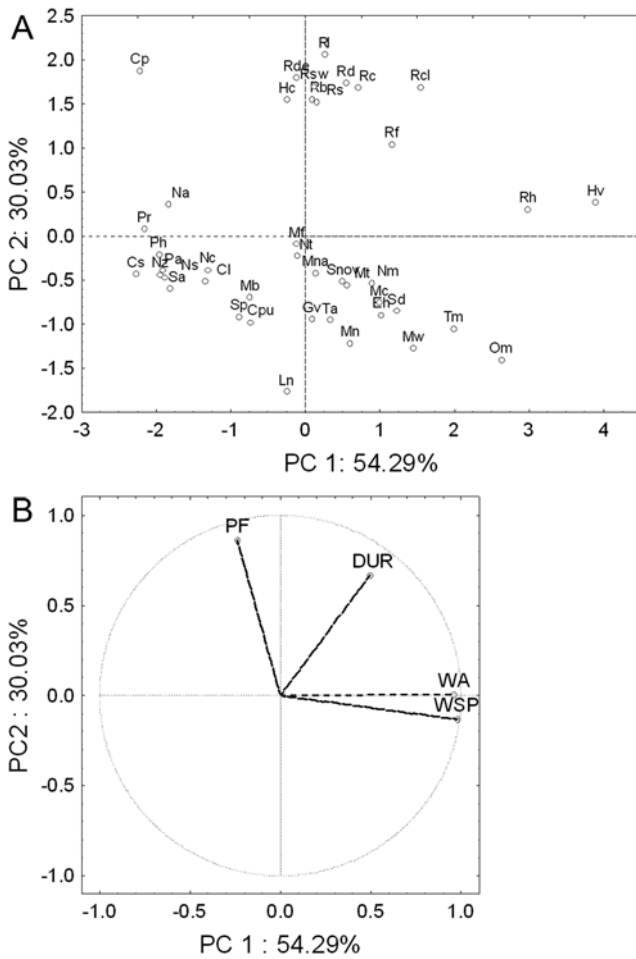 A
2.5
2.0
1.5
1.0
0.5
0.0
-0.5
-1.0
-1.5
-2.0
PC 2: 30.03%
Cp
Rl
Rde
Rsw
Rd
Rc
Rcl
Hc
Rb
Rs
Rf
Rh
Hv
Na
Pr
Mf
Ph
Nt
Pa
Nc
Cs
Nz
Ns
Cl
Mna
Snov
Mt
Nm
Sa
Mb
Mc
Sp
Cpu
Gv
Ta
Eh
Sd
Mn
Mw
Tm
Om
Ln
-3
-2
-1
0
1
2
3
4
PC 1: 54.29%
B
1.0
0.5
0.0
-0.5
-1.0
PC2 : 30.03%
PF
DUR
WA
WSP
-1.0
-0.5
0.0
0.5
1.0
PC 1 : 54.29%